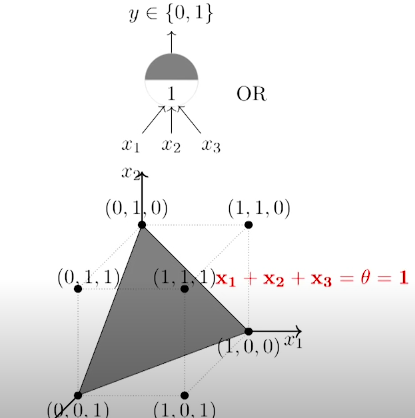 y ∈ {0, 1}
1
OR
x₁ x₂ x₃
x₂
(0, 1, 0) (1, 1, 0)
(0, 1, 1) (1, 1, 1) x₁ + x₂ + x₃ = θ = 1
(1, 0, 0) x₁
(0, 0, 1) (1, 0, 1)